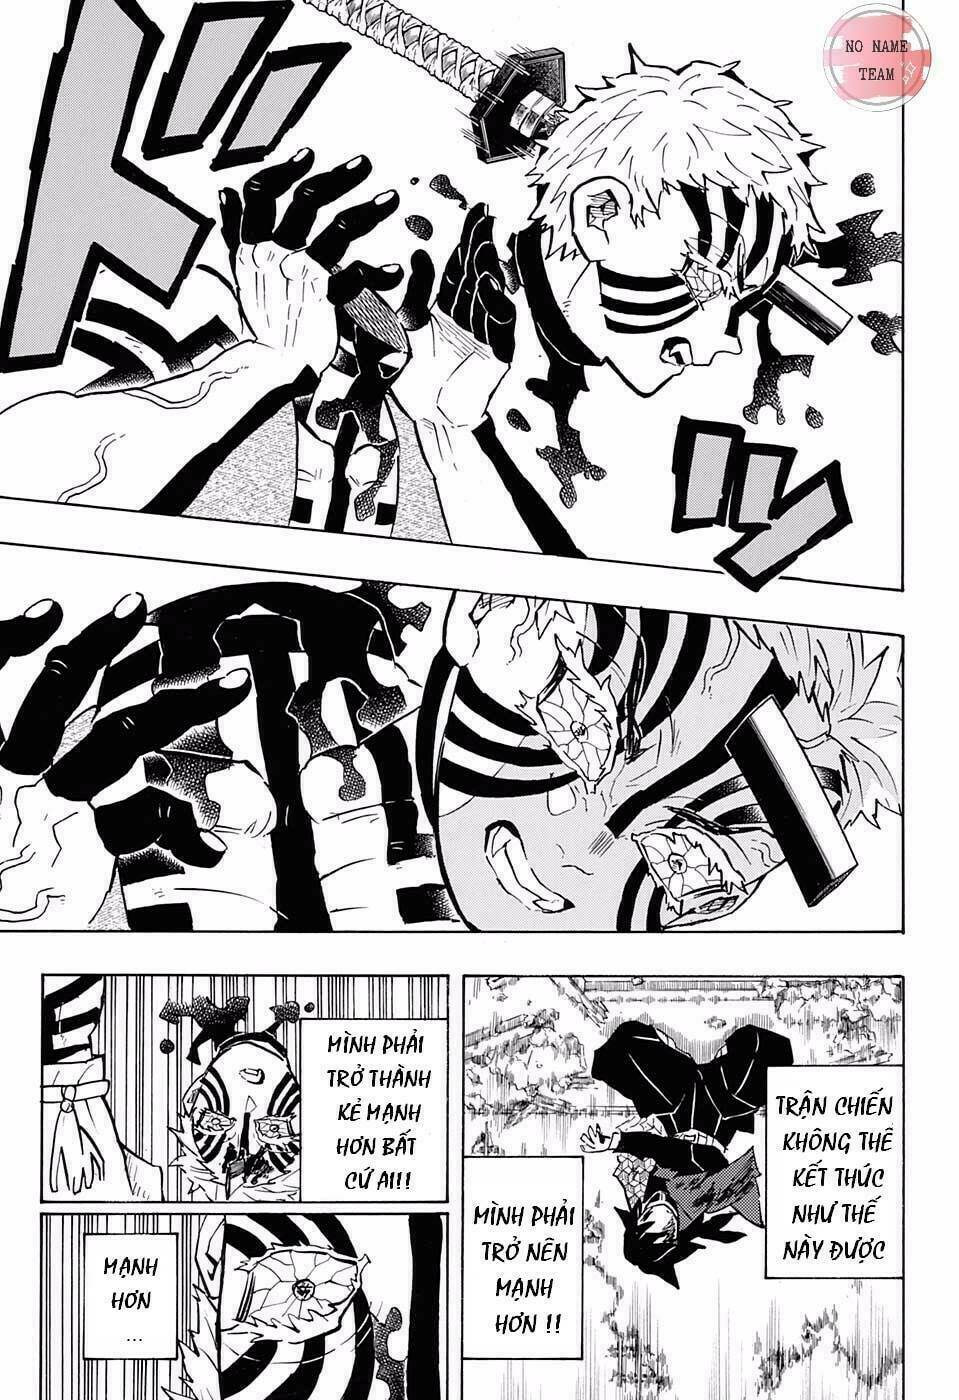 NO NAME
TEAM
ドッ
TRẬN CHIẾN
KHÔNG THỂ
KẾT THÚC
NHƯ THẾ
NÀY ĐƯỢC
MÌNH PHẢI
TRỞ NÊN
MẠNH
HƠN !!
MÌNH PHẢI
TRỞ THÀNH
KẺ MẠNH
HƠN BẤT
CỨ AI!!!
MẠNH
HƠN
...